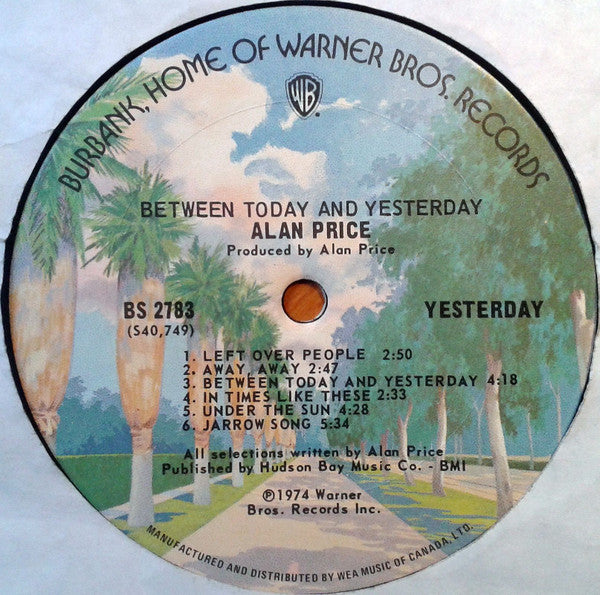 BURBANK, HOME OF WARNER BROS. RECORDS
WB
BETWEEN TODAY AND YESTERDAY
ALAN PRICE
Produced by Alan Price
BS 2783
(S40,749)
YESTERDAY
1. LEFT OVER PEOPLE 2:50
2. AWAY, AWAY 2:47
3. BETWEEN TODAY AND YESTERDAY 4:18
4. IN TIMES LIKE THESE 2:33
5. UNDER THE SUN 4:28
6. JARROW SONG 5:34
All selections written by Alan Price
Published by Hudson Bay Music Co. - BMI
Ⓟ1974 Warner
Bros. Records Inc.
MANUFACTURED AND DISTRIBUTED BY WEA MUSIC OF CANADA, LTD.